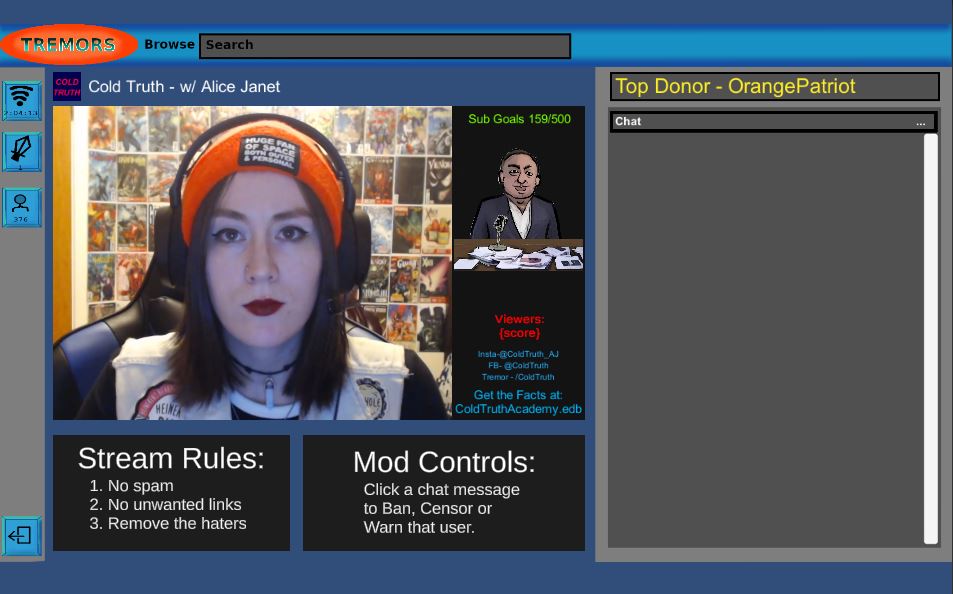 TREMORS
Browse
Search
COLD
TRUTH
Cold Truth - w/ Alice Janet
Top Donor - OrangePatriot
Chat
...
2:04:13
1
376
HUGE FAN
OF SPACE
BOTH OUTER
& PERSONAL
Sub Goals 159/500
Viewers:
{score}
Insta-@ColdTruth_AJ
FB- @ColdTruth
Tremor - /ColdTruth
Get the Facts at:
ColdTruthAcademy.edb
Stream Rules:
1. No spam
2. No unwanted links
3. Remove the haters
Mod Controls:
Click a chat message
to Ban, Censor or
Warn that user.